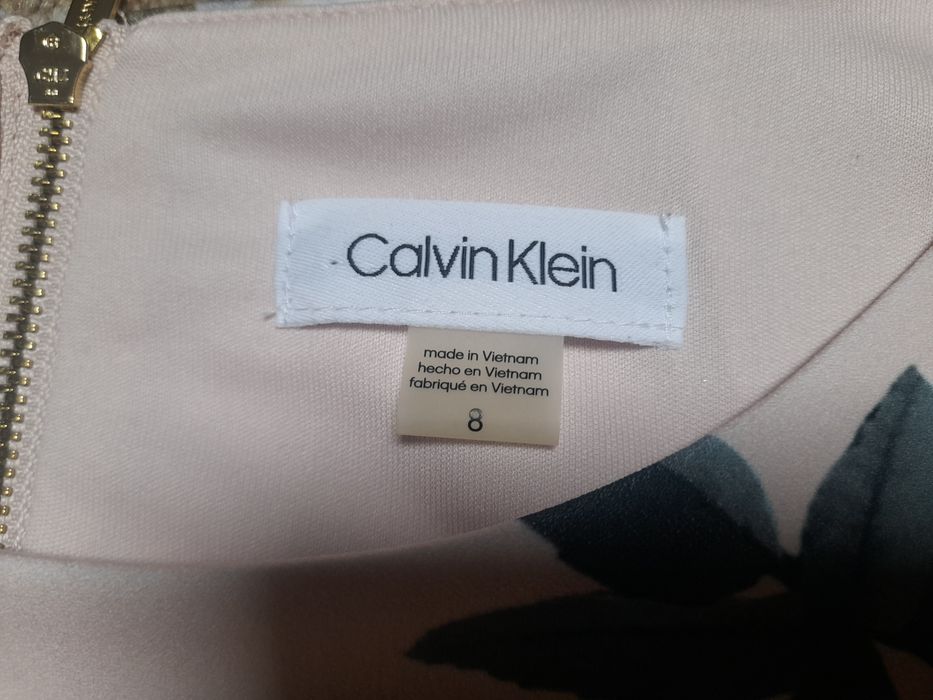 Calvin Klein
made in Vietnam
hecho en Vietnam
fabriqué en Vietnam
8